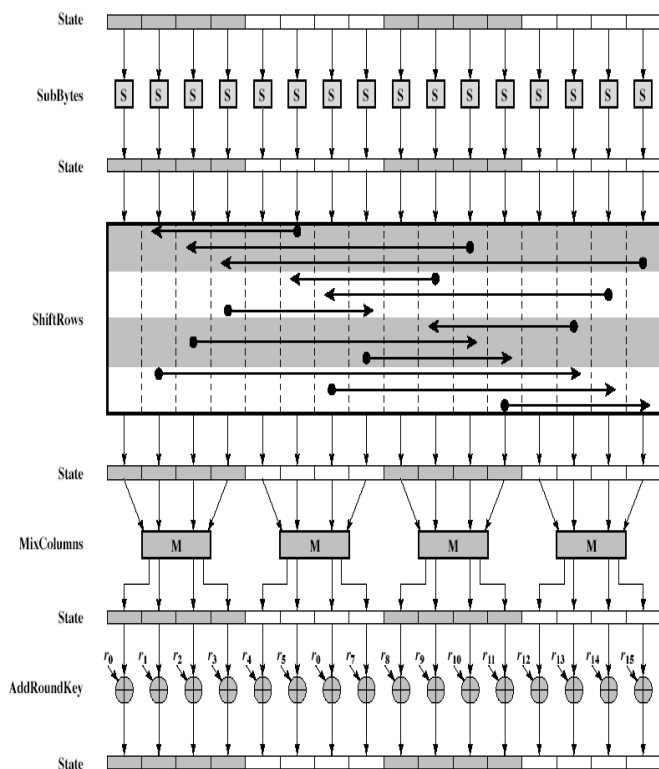 State
SubBytes S S S S S S S S S S S S S S S S
State
ShiftRows
State
MixColumns M M M M
State
r0 r1 r2 r3 r4 r5 r0 r7 r8 r9 r10 r11 r12 r13 r14 r15
AddRoundKey
State